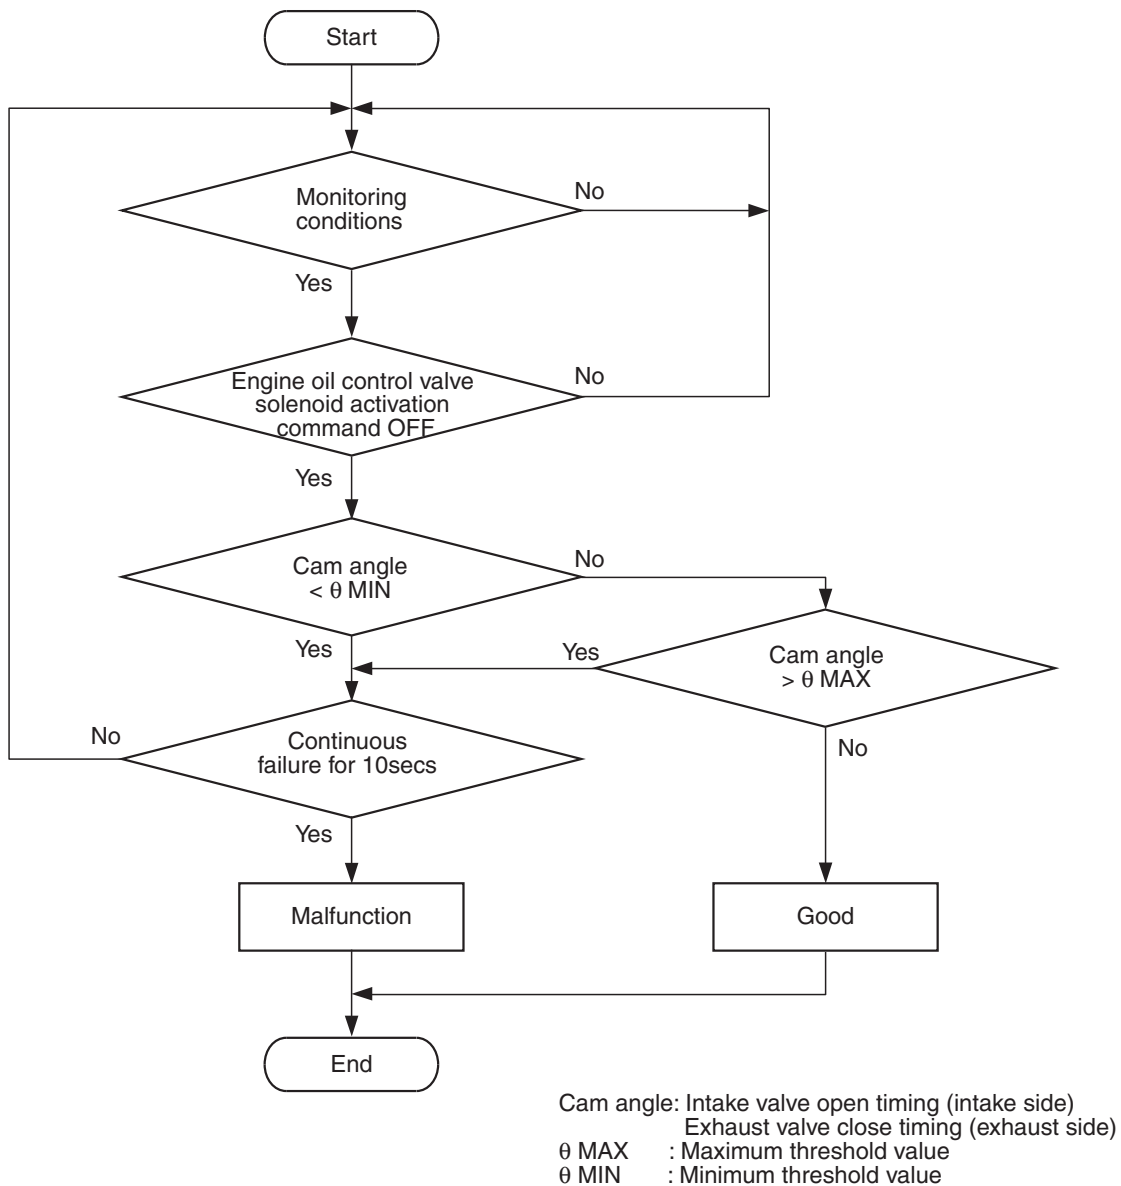 Start
Monitoring
conditions
No
Yes
Engine oil control valve
solenoid activation
command OFF
No
Yes
Cam angle
< θ MIN
No
Yes
Cam angle
> θ MAX
Yes
No
Continuous
failure for 10secs
No
Yes
Malfunction
Good
End
Cam angle: Intake valve open timing (intake side)
Exhaust valve close timing (exhaust side)
θ MAX : Maximum threshold value
θ MIN : Minimum threshold value